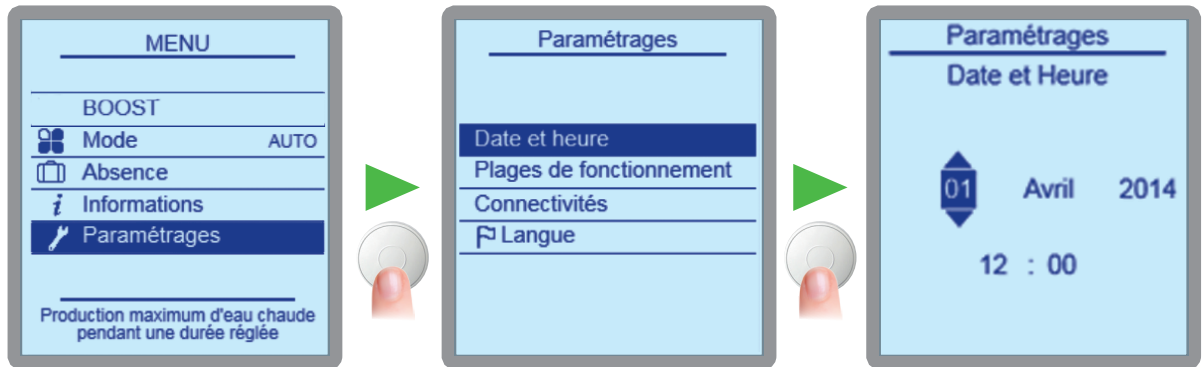 MENU
BOOST
Mode AUTO
Absence
i Informations
Paramétrages
Production maximum d'eau chaude
pendant une durée réglée
Paramétrages
Date et heure
Plages de fonctionnement
Connectivités
Langue
Paramétrages
Date et Heure
01 Avril 2014
12 : 00